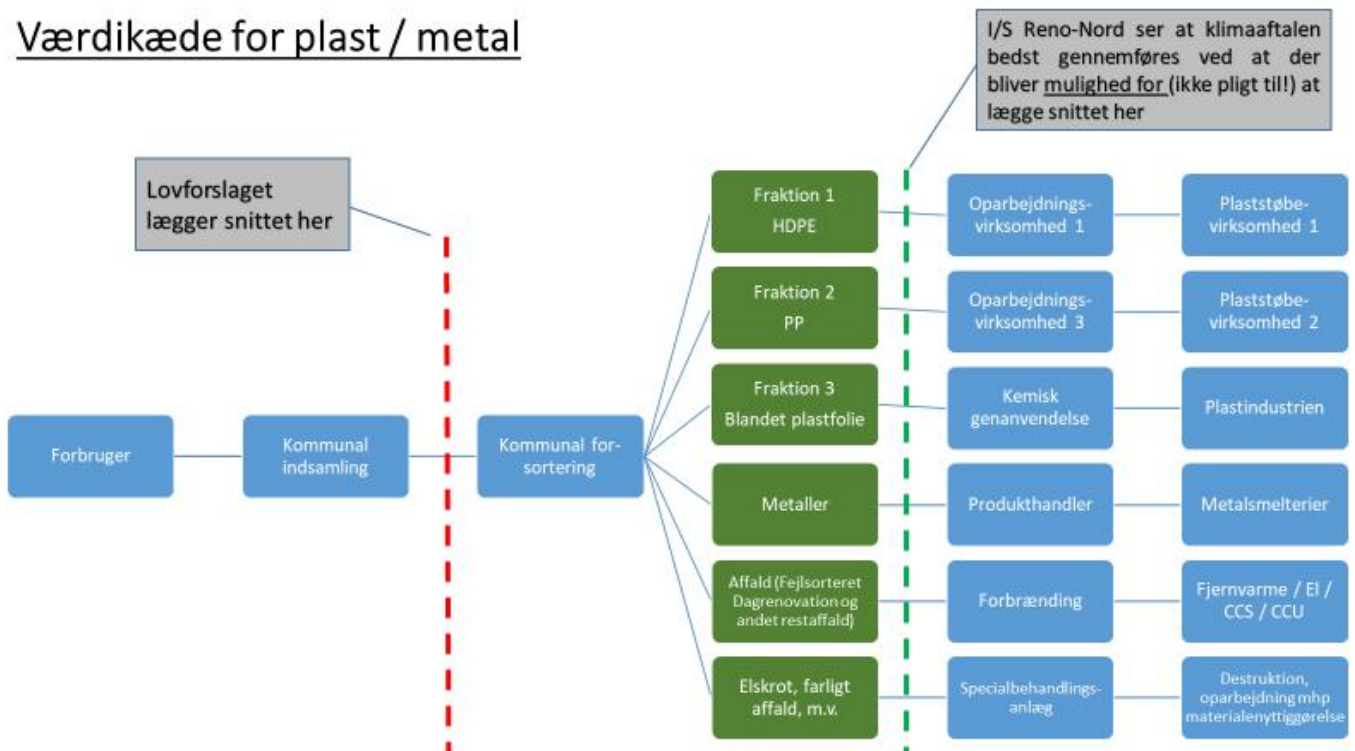 Værdikæde for plast / metal
I/S Reno-Nord ser at klimaaftalen
bedst gennemføres ved at der
bliver mulighed for (ikke pligt til!) at
lægge snittet her
Lovforslaget
lægger snittet her
Forbruger
Kommunal
indsamling
Kommunal for-
sortering
Fraktion 1
HDPE
Oparbejdnings-
virksomhed 1
Plaststøbe-
virksomhed 1
Fraktion 2
PP
Oparbejdnings-
virksomhed 3
Plaststøbe-
virksomhed 2
Fraktion 3
Blandet plastfolie
Kemisk
genanvendelse
Plastindustrien
Metaller
Produkthandler
Metalsmelterier
Affald (Fejlsorteret
Dagrenovation og
andet restaffald)
Forbrænding
Fjernvarme / El /
CCS / CCU
Elskrot, farligt
affald, m.v.
Specialbehandlings-
anlæg
Destruktion,
oparbejdning mhp
materialenyttiggørelse